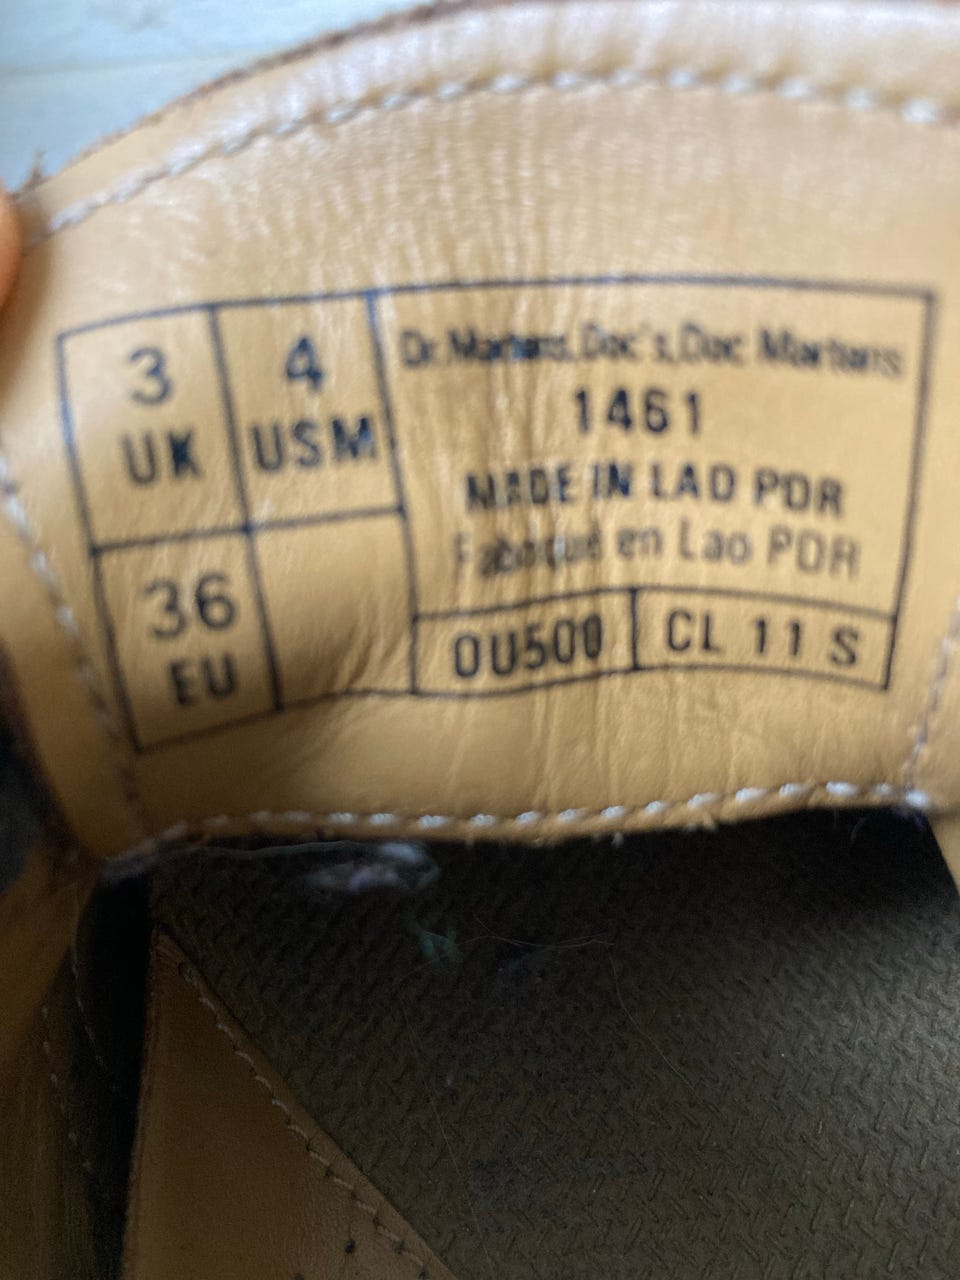 3
UK
4
USM
36
EU
Dr. Martens, Doc's, Doc Martens
1461
MADE IN LAO PDR
Fabriqué en Lao PDR
OU500
CL 11 S